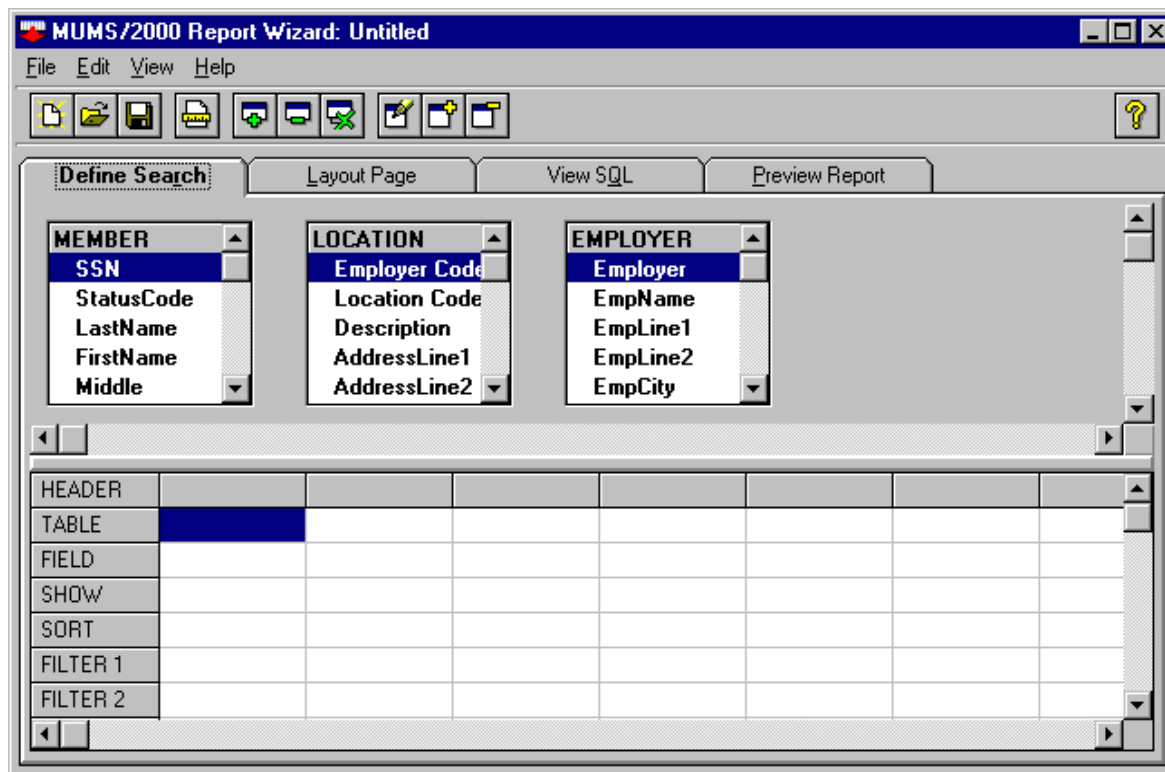 MUMS/2000 Report Wizard: Untitled
File Edit View Help
Define Search Layout Page View SQL Preview Report
MEMBER
SSN
StatusCode
LastName
FirstName
Middle
LOCATION
Employer Code
Location Code
Description
AddressLine1
AddressLine2
EMPLOYER
Employer
EmpName
EmpLine1
EmpLine2
EmpCity
HEADER
TABLE
FIELD
SHOW
SORT
FILTER 1
FILTER 2